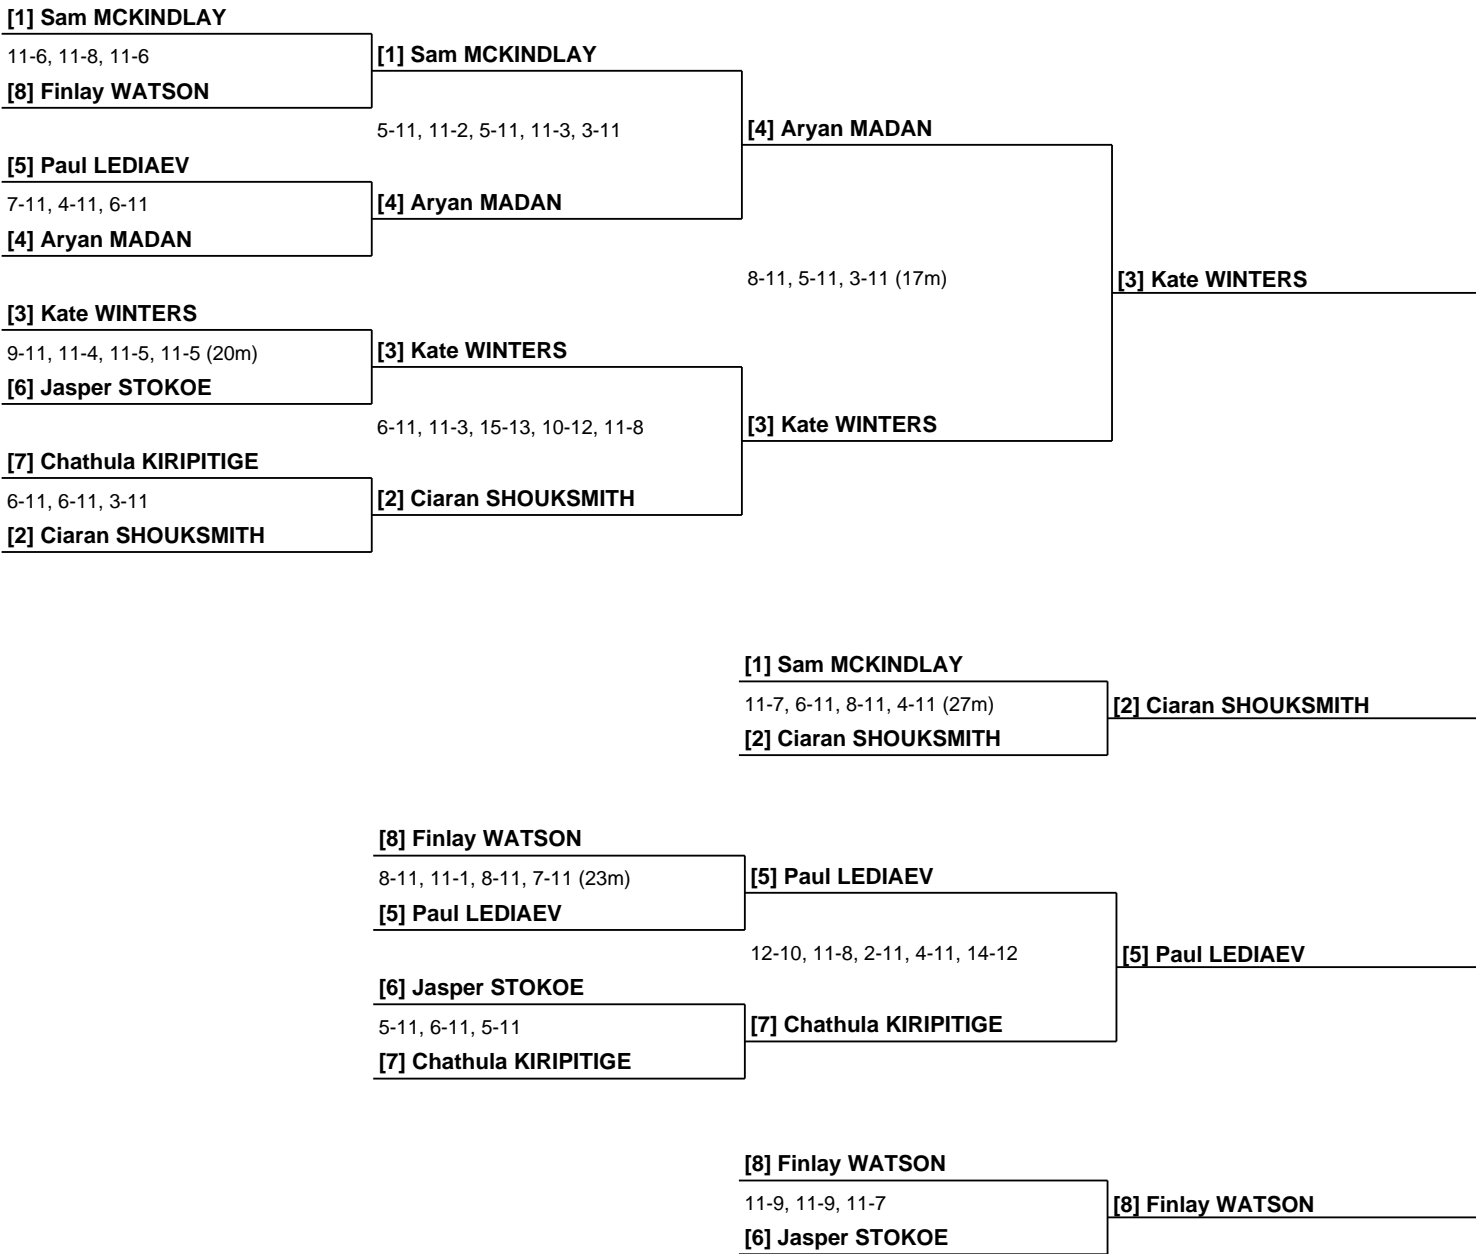 [1] Sam MCKINDLAY
11-6, 11-8, 11-6
[8] Finlay WATSON
[1] Sam MCKINDLAY
5-11, 11-2, 5-11, 11-3, 3-11
[5] Paul LEDIAEV
7-11, 4-11, 6-11
[4] Aryan MADAN
[4] Aryan MADAN
[4] Aryan MADAN
8-11, 5-11, 3-11 (17m)
[3] Kate WINTERS
[3] Kate WINTERS
9-11, 11-4, 11-5, 11-5 (20m)
[6] Jasper STOKOE
[3] Kate WINTERS
6-11, 11-3, 15-13, 10-12, 11-8
[3] Kate WINTERS
[7] Chathula KIRIPITIGE
6-11, 6-11, 3-11
[2] Ciaran SHOUKSMITH
[2] Ciaran SHOUKSMITH
[1] Sam MCKINDLAY
11-7, 6-11, 8-11, 4-11 (27m)
[2] Ciaran SHOUKSMITH
[2] Ciaran SHOUKSMITH
[8] Finlay WATSON
8-11, 11-1, 8-11, 7-11 (23m)
[5] Paul LEDIAEV
[5] Paul LEDIAEV
12-10, 11-8, 2-11, 4-11, 14-12
[5] Paul LEDIAEV
[6] Jasper STOKOE
5-11, 6-11, 5-11
[7] Chathula KIRIPITIGE
[7] Chathula KIRIPITIGE
[8] Finlay WATSON
11-9, 11-9, 11-7
[6] Jasper STOKOE
[8] Finlay WATSON